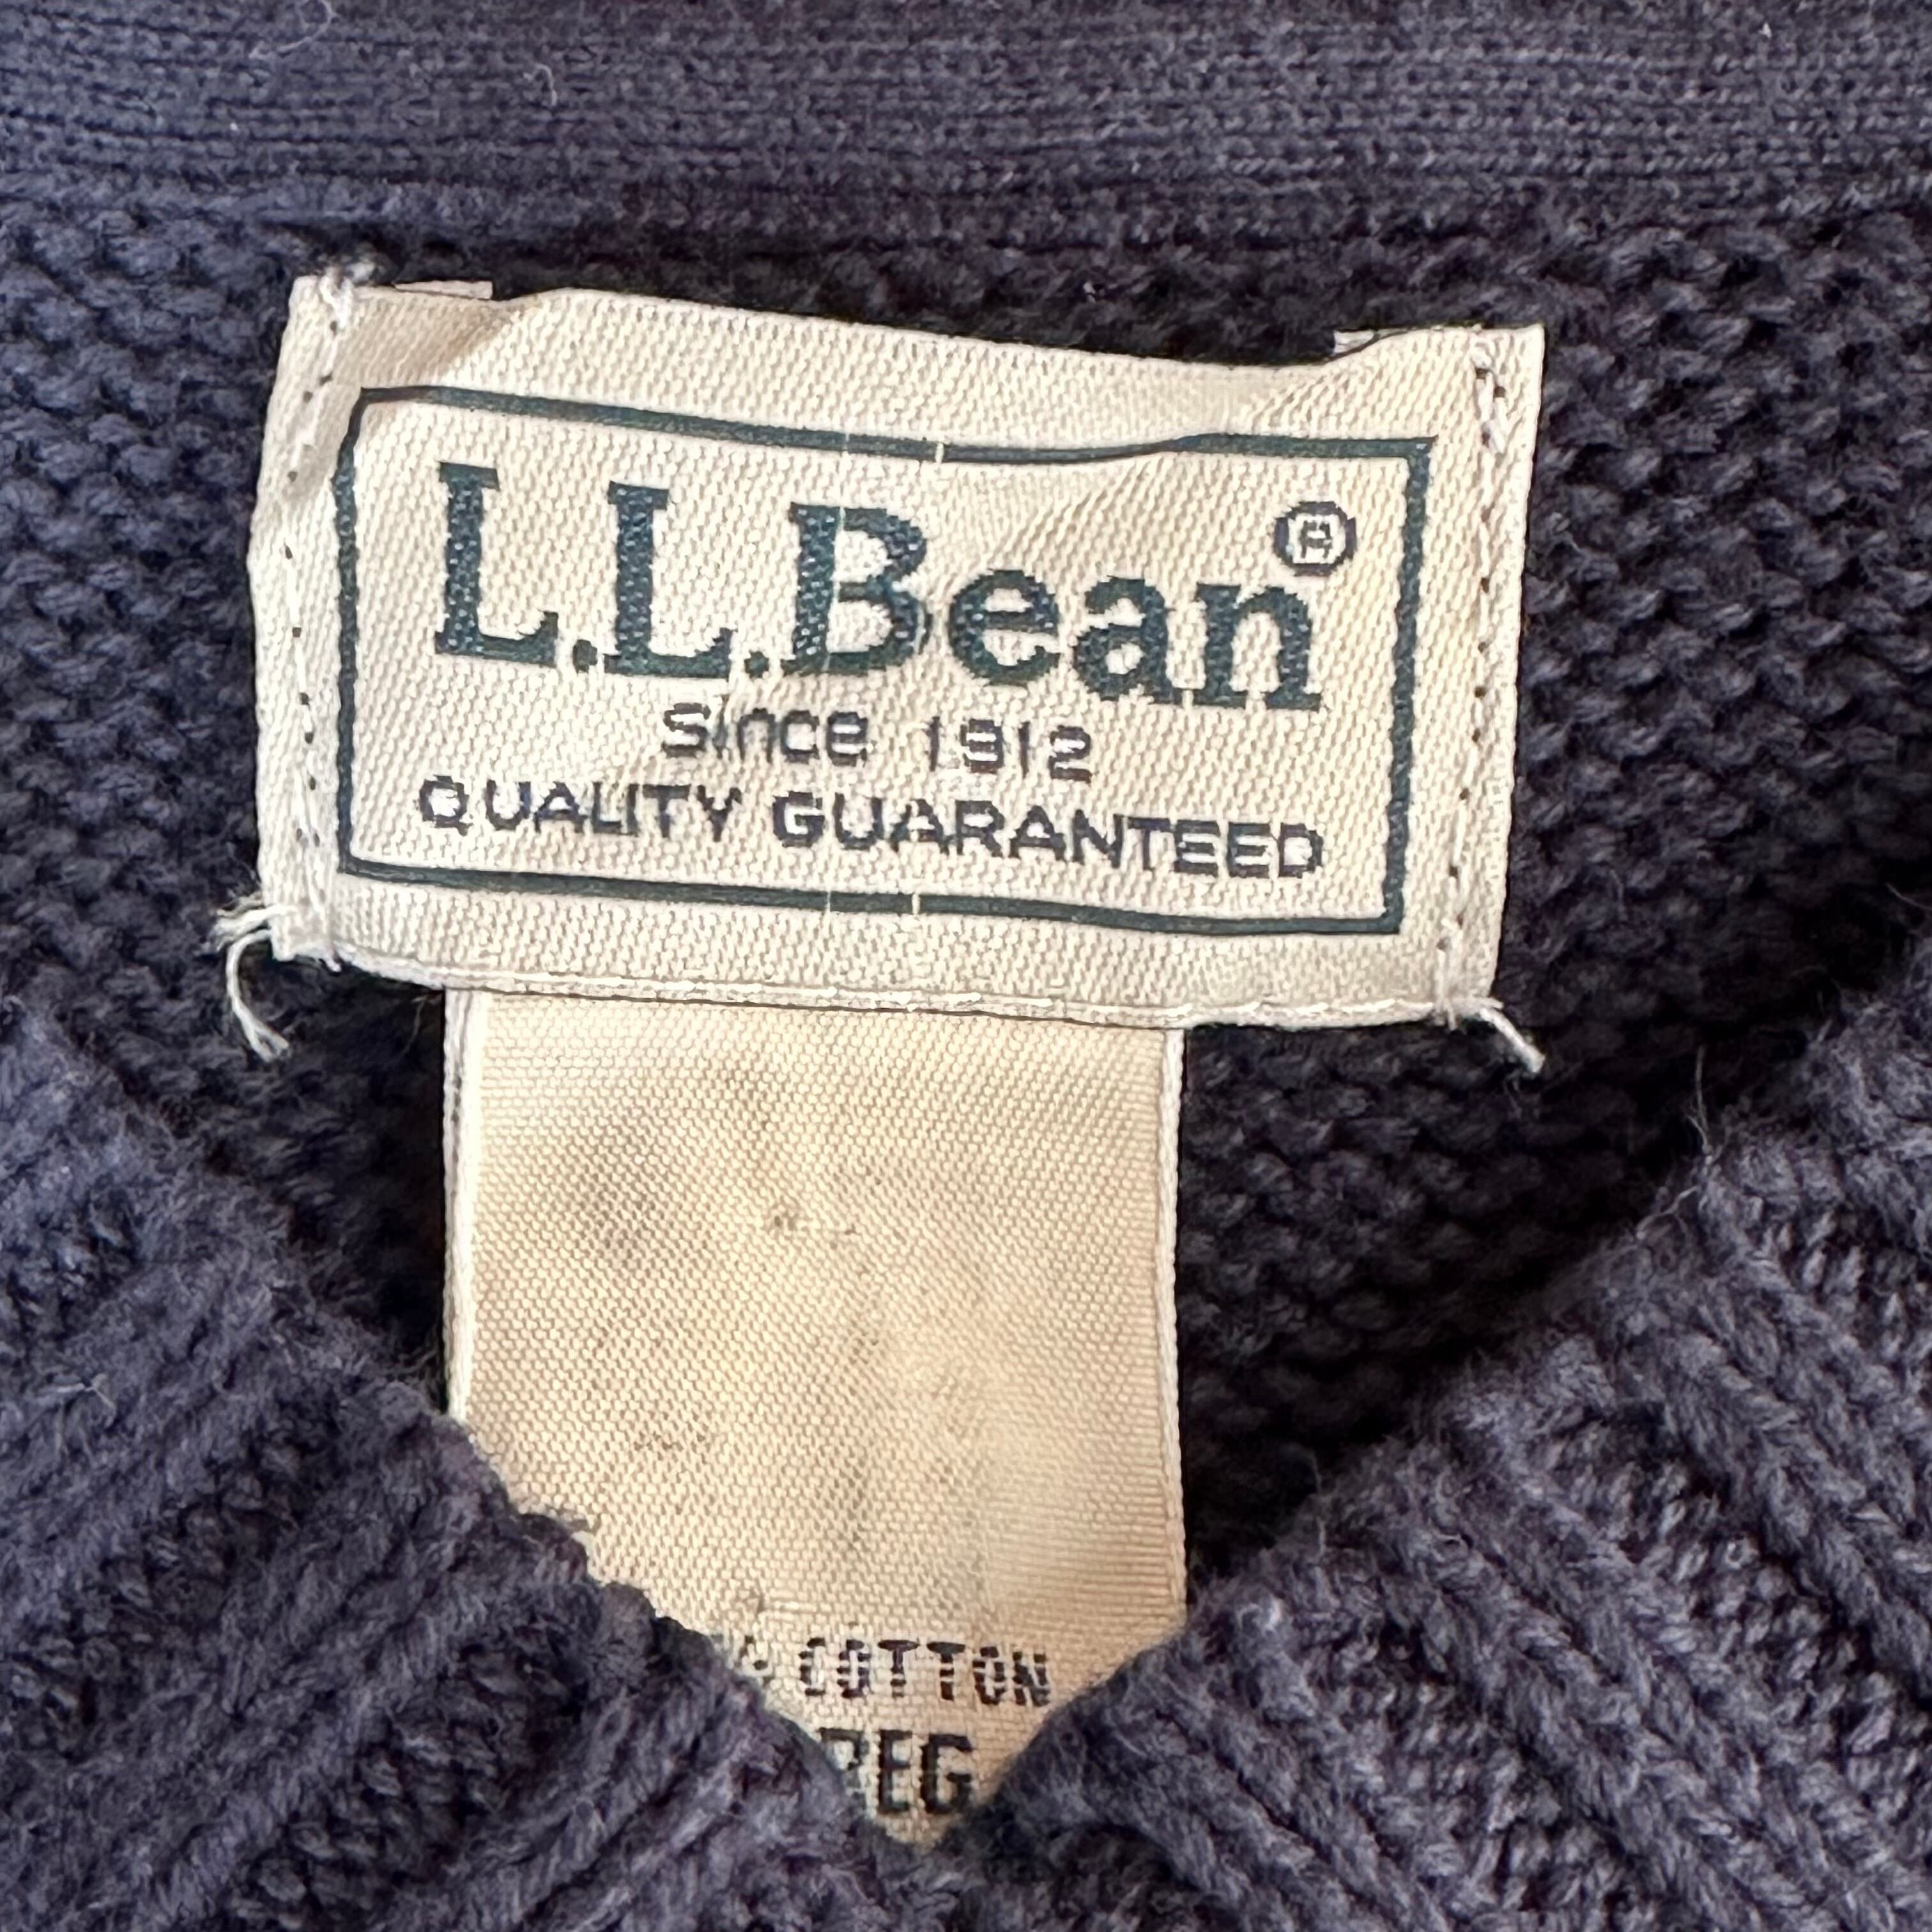 L.L.Bean®
Since 1912
QUALITY GUARANTEED
% COTTON
REG